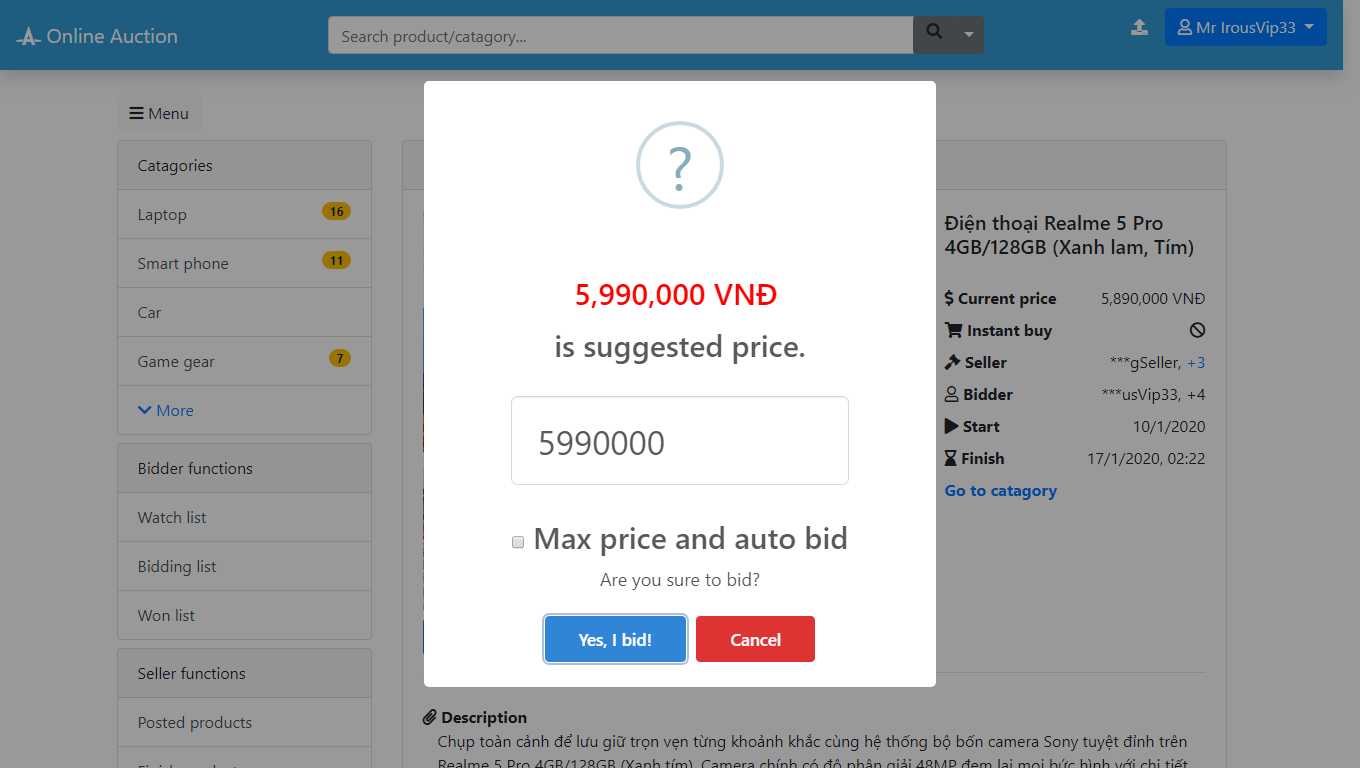 Online Auction
Search product/catagory...
Mr IrousVip33
Menu
Catagories
Laptop 16
Smart phone 11
Car
Game gear 7
More
Bidder functions
Watch list
Bidding list
Won list
Seller functions
Posted products
?
5,990,000 VNĐ
is suggested price.
5990000
Max price and auto bid
Are you sure to bid?
Yes, I bid!
Cancel
Điện thoại Realme 5 Pro
4GB/128GB (Xanh lam, Tím)
Current price 5,890,000 VNĐ
Instant buy
Seller ***gSeller, +3
Bidder ***usVip33, +4
Start 10/1/2020
Finish 17/1/2020, 02:22
Go to catagory
Description
Chụp toàn cảnh để lưu giữ trọn vẹn từng khoảnh khắc cùng hệ thống bộ bốn camera Sony tuyệt đỉnh trên
Realme 5 Pro 4GB/128GB (Xanh tím). Camera chính có độ phân giải 48MP đem lại mọi bức hình với chi tiết